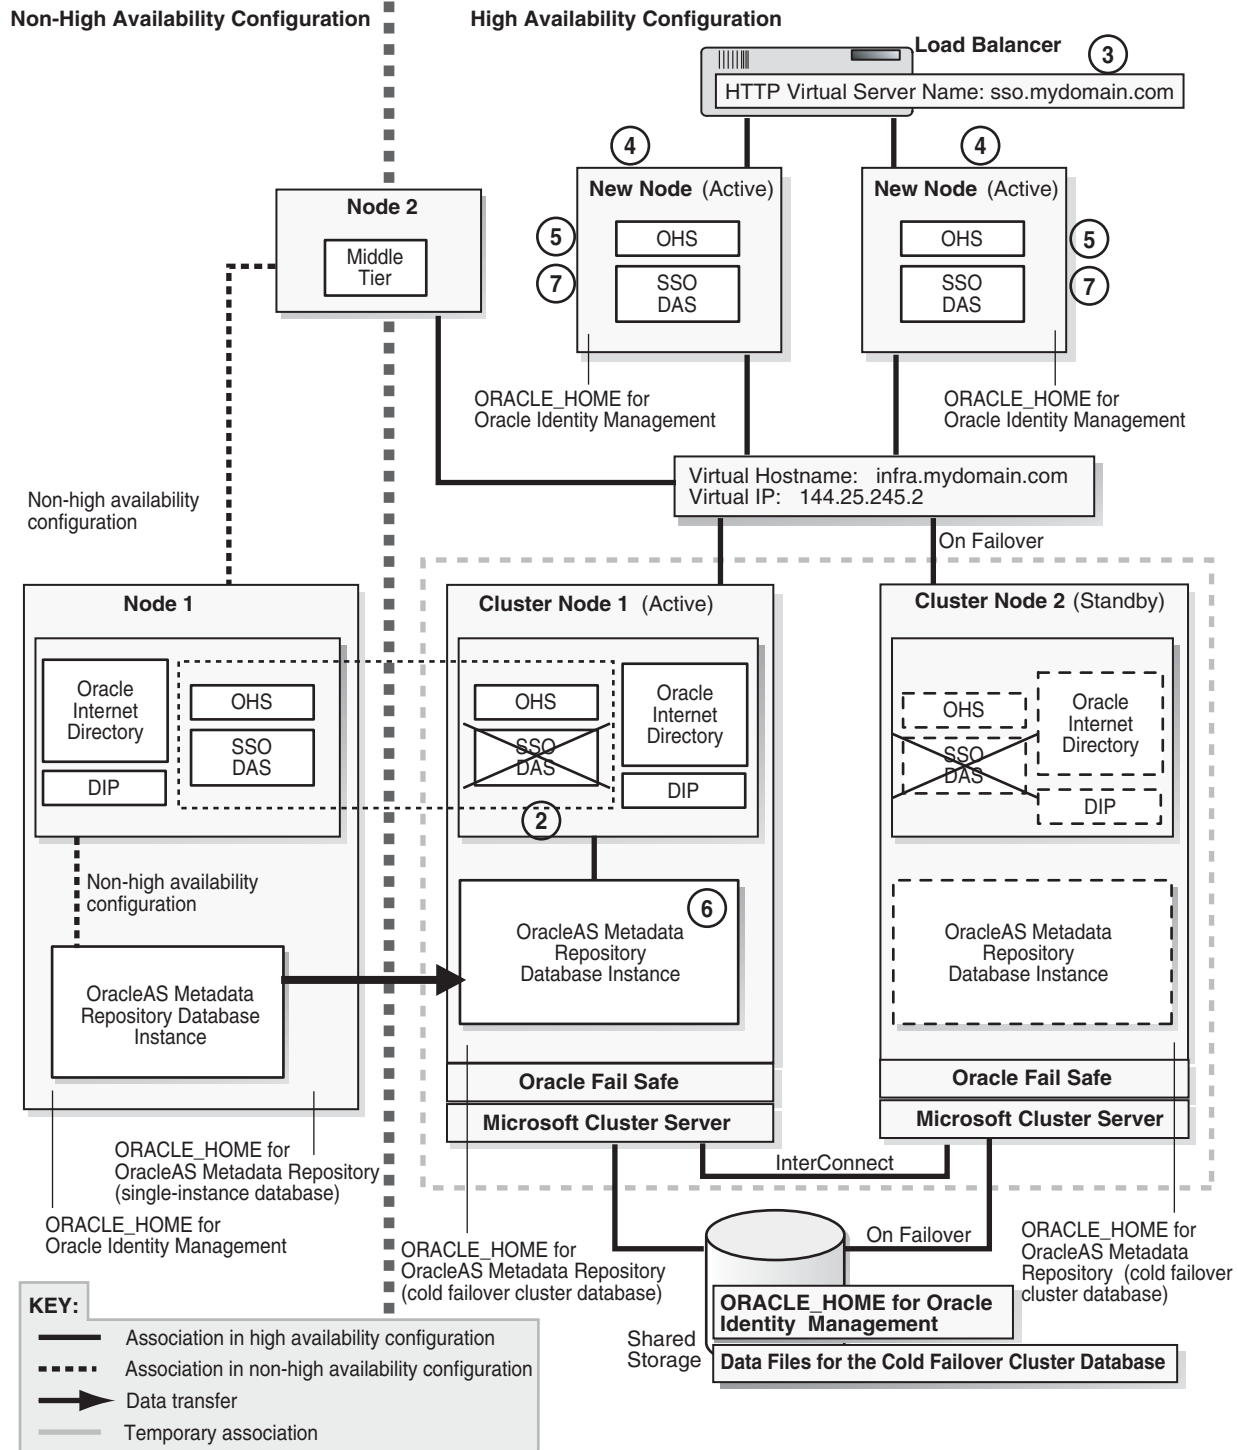 Non-High Availability Configuration
High Availability Configuration
Load Balancer
3
HTTP Virtual Server Name: sso.mydomain.com
4
4
New Node (Active)
New Node (Active)
Node 2
Middle
Tier
5
OHS
7
SSO
DAS
OHS
5
SSO
DAS
7
ORACLE_HOME for
Oracle Identity Management
ORACLE_HOME for
Oracle Identity Management
Virtual Hostname: infra.mydomain.com
Virtual IP: 144.25.245.2
Non-high availability
configuration
On Failover
Node 1
Oracle
Internet
Directory
DIP
OHS
SSO
DAS
Cluster Node 1 (Active)
OHS
SSO
DAS
Oracle
Internet
Directory
DIP
2
Cluster Node 2 (Standby)
OHS
SSO
DAS
Oracle
Internet
Directory
DIP
Non-high availability
configuration
OracleAS Metadata
Repository Database
Instance
6
OracleAS Metadata
Repository
Database Instance
OracleAS Metadata
Repository
Database Instance
Oracle Fail Safe
Microsoft Cluster Server
Oracle Fail Safe
Microsoft Cluster Server
InterConnect
ORACLE_HOME for
OracleAS Metadata Repository
(single-instance database)
ORACLE_HOME for
Oracle Identity Management
ORACLE_HOME for
OracleAS Metadata Repository
(cold failover cluster database)
On Failover
ORACLE_HOME for
OracleAS Metadata
Repository (cold failover
cluster database)
Shared
Storage
ORACLE_HOME for Oracle
Identity Management
Data Files for the Cold Failover Cluster Database
KEY:
Association in high availability configuration
Association in non-high availability configuration
Data transfer
Temporary association